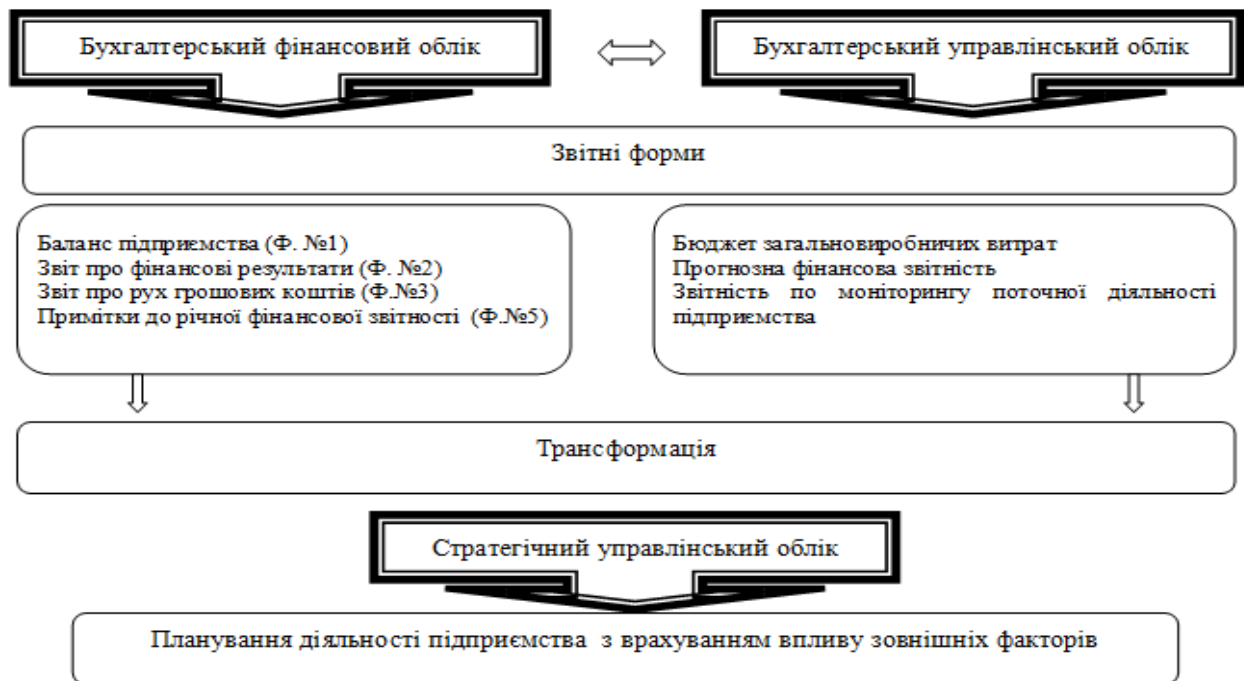 Бухгалтерський фінансовий облік
Бухгалтерський управлінський облік
Звітні форми
Баланс підприємства (Ф. №1)
Звіт про фінансові результати (Ф. №2)
Звіт про рух грошових коштів (Ф.№3)
Примітки до річної фінансової звітності (Ф.№5)
Бюджет загальновиробничих витрат
Прогнозна фінансова звітність
Звітність по моніторингу поточної діяльності
підприємства
Трансформація
Стратегічний управлінський облік
Планування діяльності підприємства з врахуванням впливу зовнішніх факторів